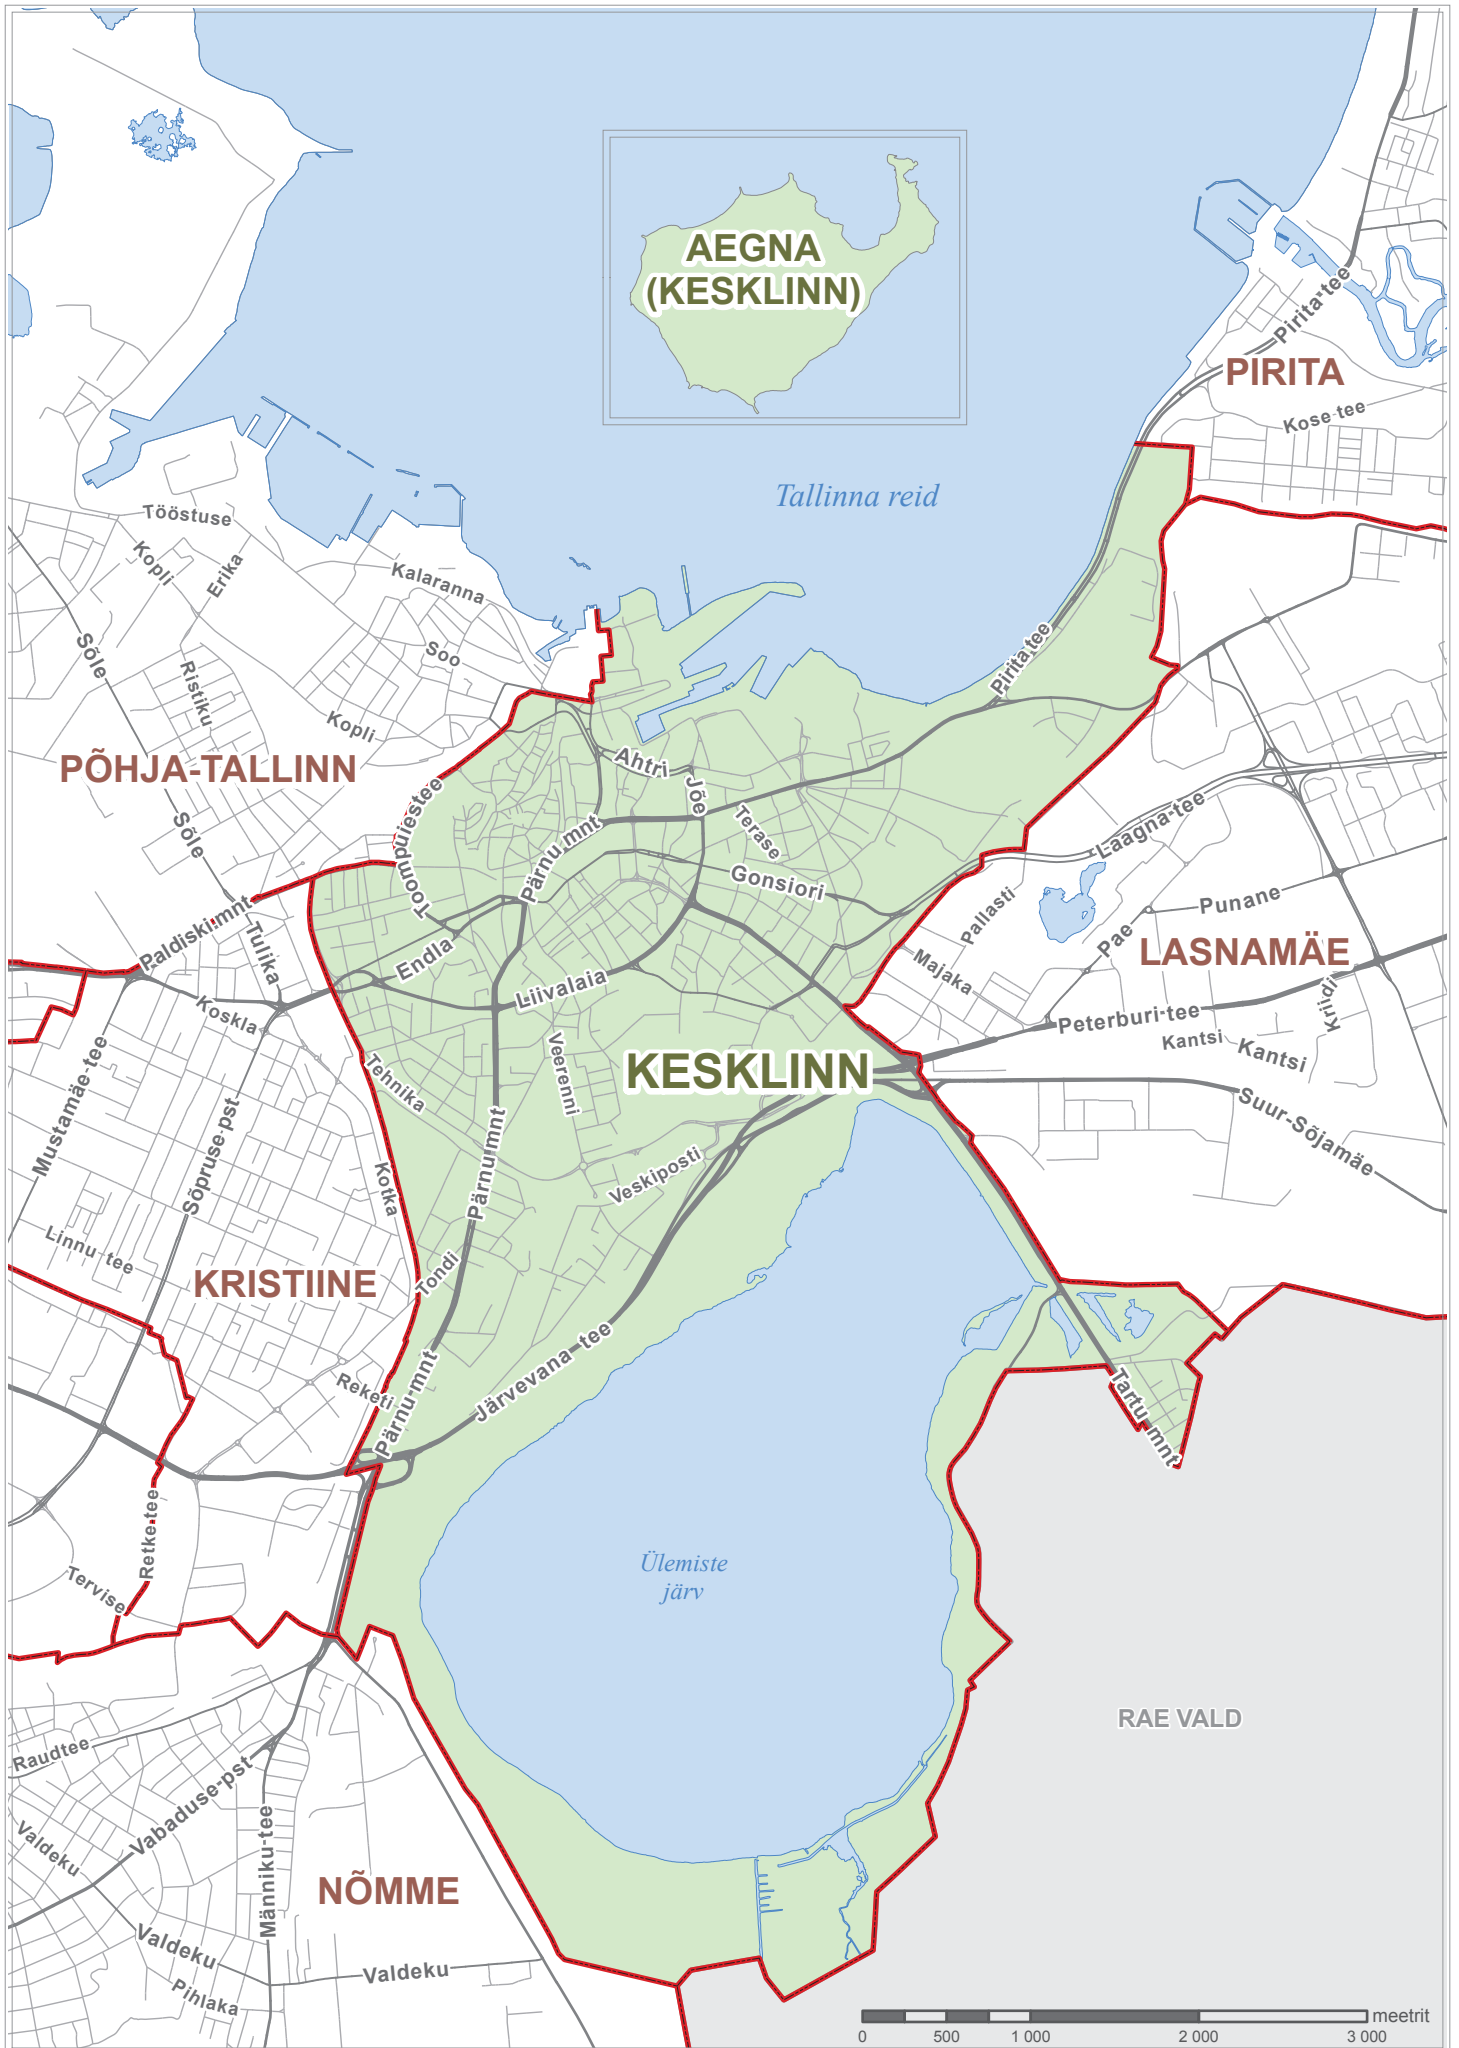 AEGNA
(KESKLINN)
Pirita tee
PIRITA
Kose tee
Tallinna reid
Tööstuse
Kopli
Erika
Kalaranna
Soo
Sõle
Ristiku
Kopli
Pirita tee
PÕHJA-TALLINN
Ahtri
Jõe
Terase
Toompuiestee
Sõle
Pärnu mnt
Gonsiori
Laagna tee
Pallasti
Punane
Pae
LASNAMÄE
Majaka
Paldiski mnt
Tulika
Endla
Liivalaia
Koskla
Peterburi tee
Kriidi
Kantsi
Kantsi
Mustamäe tee
Tehnika
Veerenni
KESKLINN
Suur-Sõjamäe
Sõpruse pst
Kotka
Pärnu mnt
Veskiposti
Linnu tee
KRISTIINE
Tondi
Järvevana tee
Reketi
Pärnu mnt
Tartu mnt
Retke tee
Tervise
Ülemiste
järv
RAE VALD
Raudtee
Vabaduse pst
Valdeku
Männiku tee
NÕMME
Valdeku
Valdeku
Pihlaka
meetrit
0 500 1 000 2 000 3 000